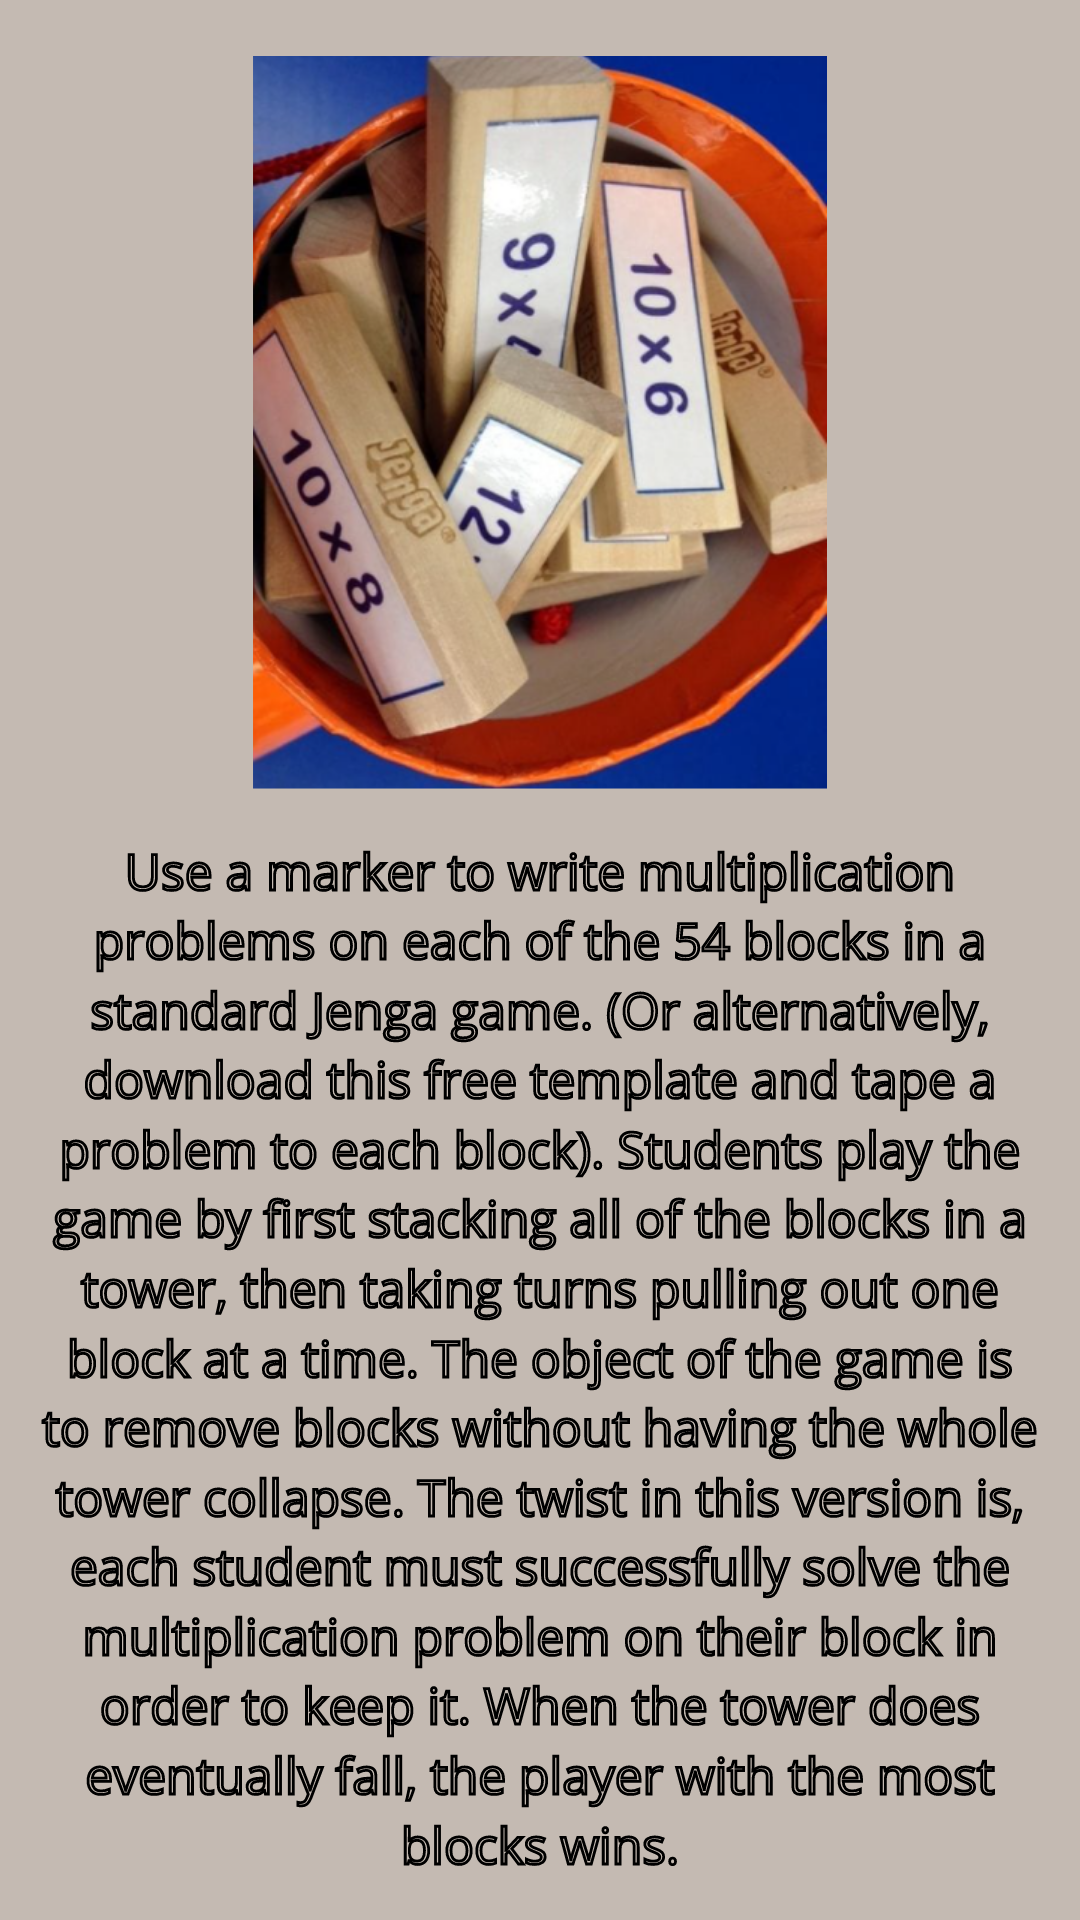 9 x
10 x 6
Jenga
10 x 8
Jenga
12
Use a marker to write multiplication
problems on each of the 54 blocks in a
standard Jenga game. (Or alternatively,
download this free template and tape a
problem to each block). Students play the
game by first stacking all of the blocks in a
tower, then taking turns pulling out one
block at a time. The object of the game is
to remove blocks without having the whole
tower collapse. The twist in this version is,
each student must successfully solve the
multiplication problem on their block in
order to keep it. When the tower does
eventually fall, the player with the most
blocks wins.